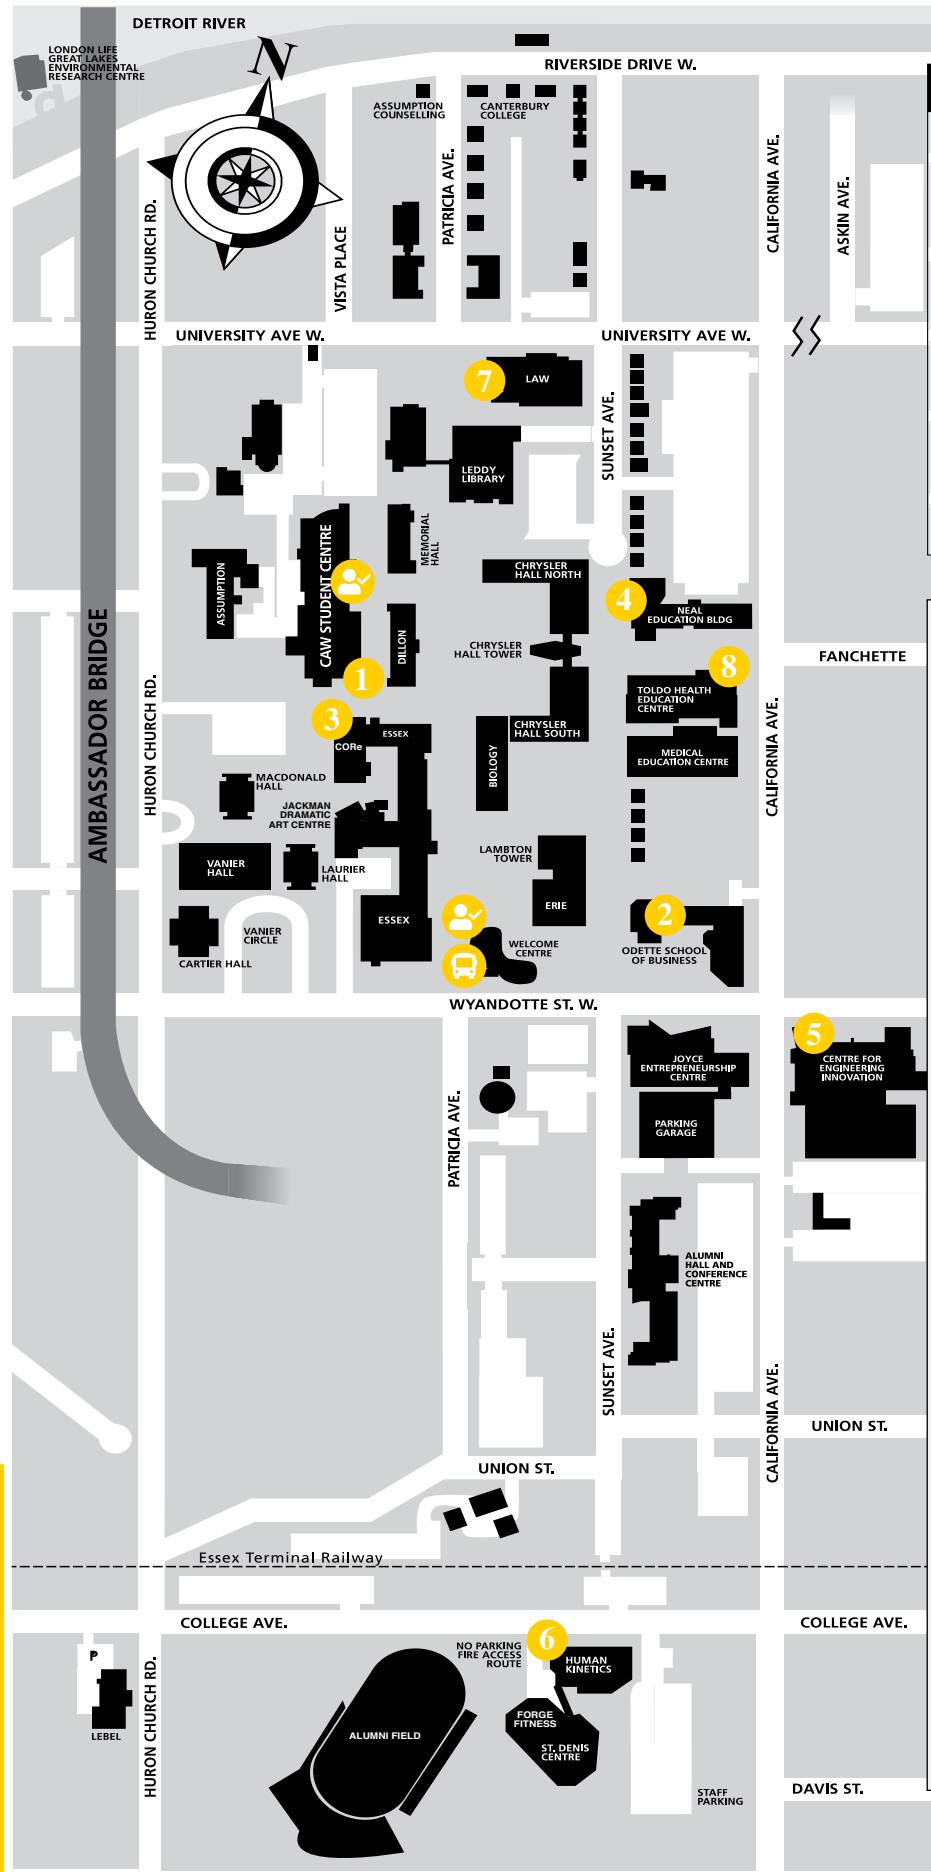 DETROIT RIVER
LONDON LIFE
GREAT LAKES
ENVIRONMENTAL
RESEARCH CENTRE
N
RIVERSIDE DRIVE W.
ASSUMPTION
COUNSELLING
CANTERBURY
COLLEGE
PATRICIA AVE.
CALIFORNIA AVE.
ASKIN AVE.
HURON CHURCH RD.
VISTA PLACE
UNIVERSITY AVE W.
UNIVERSITY AVE W.
7
LAW
SUNSET AVE.
LEDDY
LIBRARY
MEMORIAL
HALL
CAW STUDENT CENTRE
ASSUMPTION
DILLON
CHRYSLER
HALL NORTH
4
NEAL
EDUCATION BLDG
CHRYSLER
HALL TOWER
FANCHETTE
AMBASSADOR BRIDGE
1
8
TOLDO HEALTH
EDUCATION
CENTRE
HURON CHURCH RD.
3
CORe
ESSEX
CHRYSLER
HALL SOUTH
BIOLOGY
MEDICAL
EDUCATION CENTRE
CALIFORNIA AVE.
MACDONALD
HALL
JACKMAN
DRAMATIC
ART CENTRE
VANIER
HALL
LAURIER
HALL
LAMBTON
TOWER
ERIE
ESSEX
2
VANIER
CIRCLE
CARTIER HALL
WELCOME
CENTRE
ODETTE SCHOOL
OF BUSINESS
WYANDOTTE ST. W.
5
JOYCE
ENTREPRENEURSHIP
CENTRE
CENTRE FOR
ENGINEERING
INNOVATION
PATRICIA AVE.
PARKING
GARAGE
ALUMNI
HALL AND
CONFERENCE
CENTRE
SUNSET AVE.
CALIFORNIA AVE.
UNION ST.
UNION ST.
Essex Terminal Railway
COLLEGE AVE.
COLLEGE AVE.
6
NO PARKING
FIRE ACCESS
ROUTE
HUMAN
KINETICS
P
LEBEL
HURON CHURCH RD.
ALUMNI FIELD
FORGE
FITNESS
ST. DENIS
CENTRE
STAFF
PARKING
DAVIS ST.